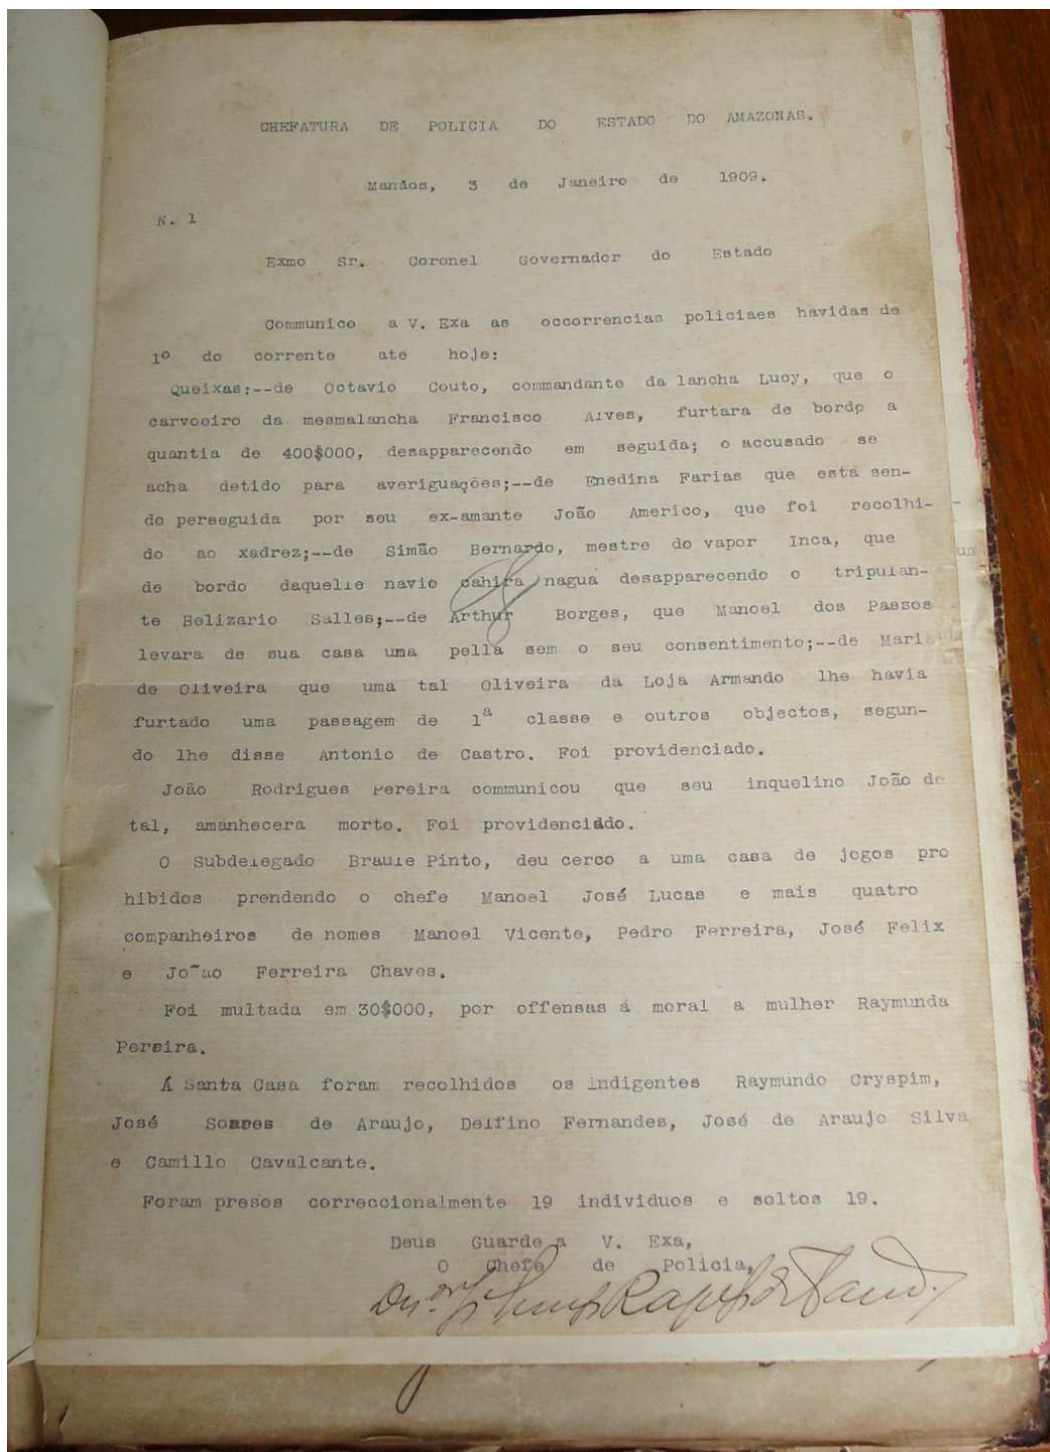 CHEFATURA DE POLICIA DO ESTADO DO AMAZONAS.
Manáos, 3 de Janeiro de 1909.
N. 1
Exmo Sr. Coronel Governador do Estado
Communico a V. Exa as occorrencias policiaes havidas de
1º do corrente ate hoje:
Queixas:--de Octavio Couto, commandante da lancha Lucy, que o
carvoeiro da mesmalancha Francisco Alves, furtara de bordo a
quantia de 400$000, desapparecendo em seguida; o accusado se
acha detido para averiguações;--de Enedina Farias que está sen-
do perseguida por seu ex-amante João Americo, que foi recolhi-
do ao xadrez;--de Simão Bernardo, mestre do vapor Inca, que
de bordo daquelle navio cahira nagua desapparecendo o tripulan-
te Belizario Salles;--de Arthur Borges, que Manoel dos Passos
levara de sua casa uma pella sem o seu consentimento;--de Maria
de Oliveira que uma tal Oliveira da Loja Armando lhe havia
furtado uma passagem de 1ª classe e outros objectos, segun-
do lhe disse Antonio de Castro. Foi providenciado.
João Rodrigues Pereira communicou que seu inquelino João de
tal, amanhecera morto. Foi providenciado.
O Subdelegado Braule Pinto, deu cerco a uma casa de jogos pro
hibidos prendendo o chefe Manoel José Lucas e mais quatro
companheiros de nomes Manoel Vicente, Pedro Ferreira, José Felix
e Jo~ao Ferreira Chaves.
Foi multada em 30$000, por offensas á moral a mulher Raymunda
Pereira.
Á Santa Casa foram recolhidos os indigentes Raymundo Cryspim,
José Soares de Araujo, Delfino Fernandes, José de Araujo Silva
e Camillo Cavalcante.
Foram presos correccionalmente 19 individuos e soltos 19.
Deus Guarde a V. Exa,
O Chefe de Policia,